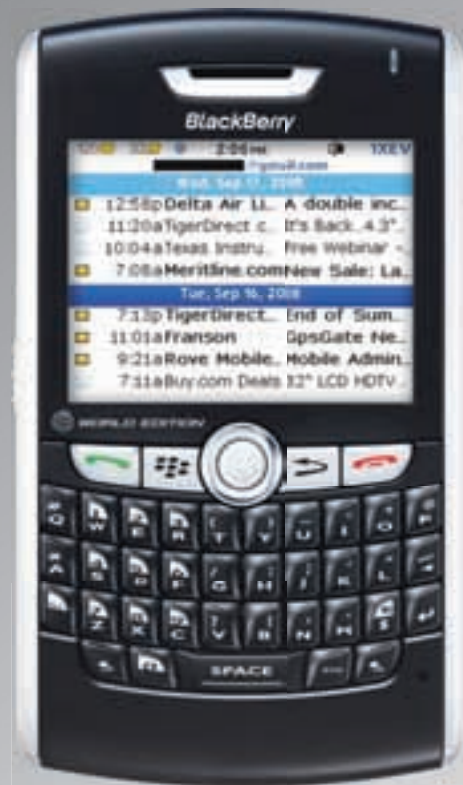 BlackBerry
2:06PM 1XEV
@gmail.com
Wed, Sep 17, 2008
12:58p Delta Air Li... A double inc...
11:20a TigerDirect c... It's Back...4.3"...
10:04a Texas Instru... Free Webinar -...
7:08a Meritline.com New Sale: La...
Tue, Sep 16, 2008
7:13p TigerDirect... End of Sum...
11:01a Franson GpsGate Ne...
9:21a Rove Mobile... Mobile Admin...
7:11a Buy.com Deals 32" LCD HDTV...
WORLD EDITION
Q W E R T Y U I O P
A S D F G H J K L
Z X C V B N M $
SPACE